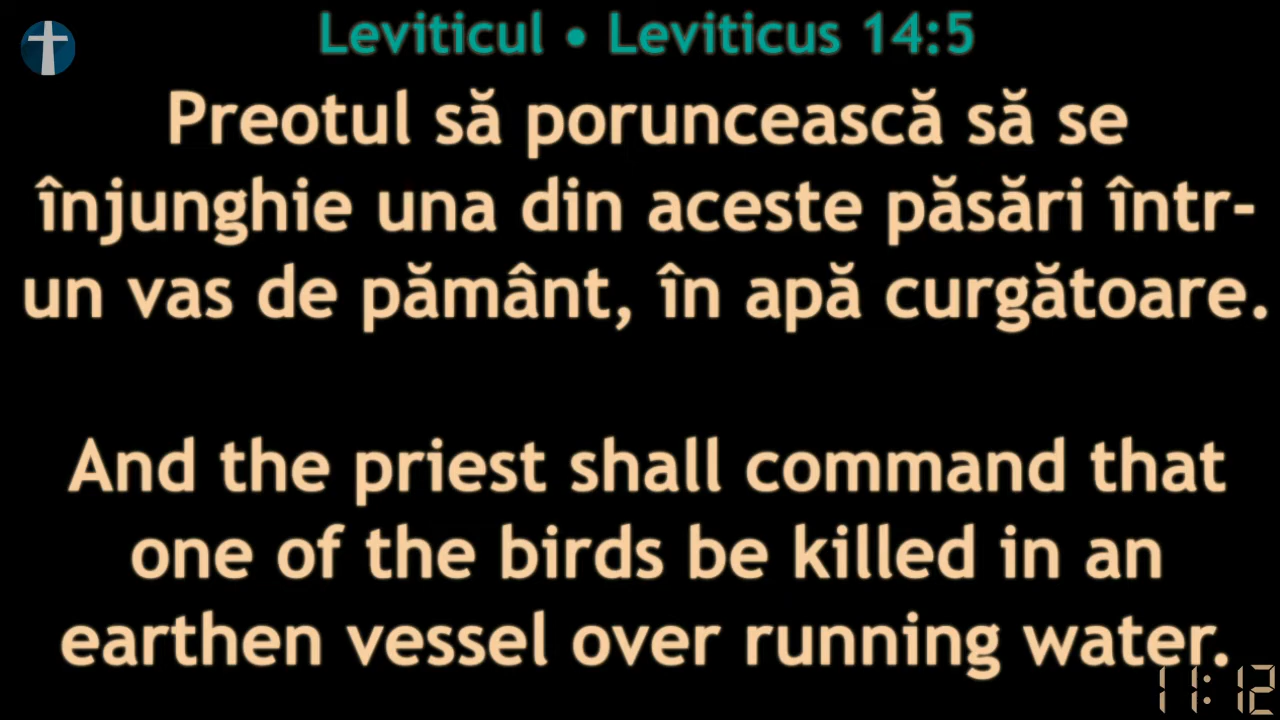 Leviticul • Leviticus 14:5
Preotul să poruncească să se
înjunghie una din aceste păsări într-
un vas de pământ, în apă curgătoare.
And the priest shall command that
one of the birds be killed in an
earthen vessel over running water.
11:12